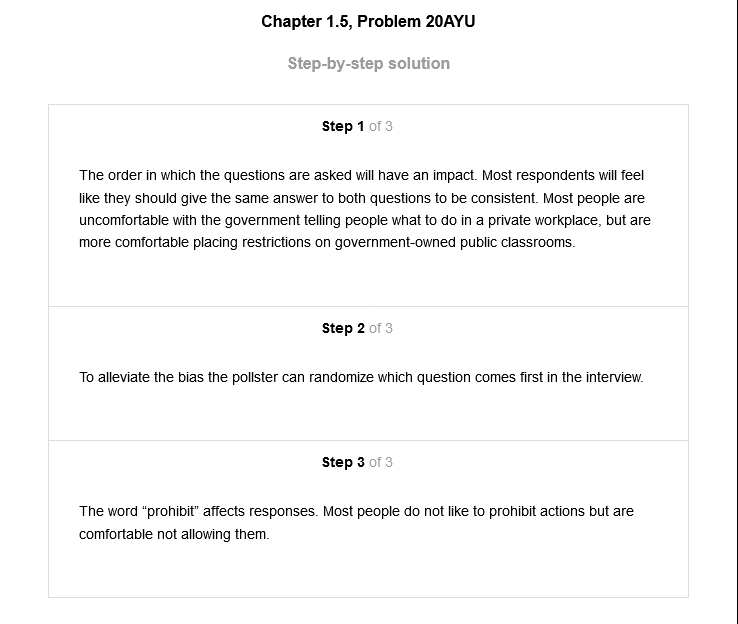 Chapter 1.5, Problem 20AYU
Step-by-step solution
Step 1 of 3
The order in which the questions are asked will have an impact. Most respondents will feel
like they should give the same answer to both questions to be consistent. Most people are
uncomfortable with the government telling people what to do in a private workplace, but are
more comfortable placing restrictions on government-owned public classrooms.
Step 2 of 3
To alleviate the bias the pollster can randomize which question comes first in the interview.
Step 3 of 3
The word “prohibit” affects responses. Most people do not like to prohibit actions but are
comfortable not allowing them.